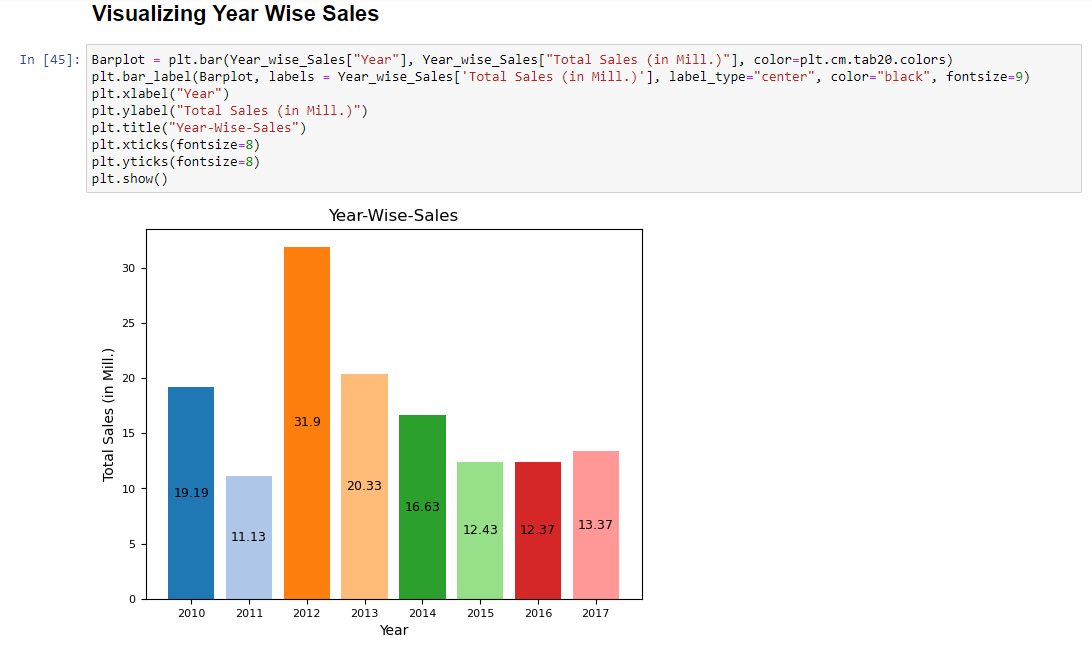 Visualizing Year Wise Sales
In [45]: Barplot = plt.bar(Year_wise_Sales["Year"], Year_wise_Sales["Total Sales (in Mill.)"], color=plt.cm.tab20.colors)
plt.bar_label(Barplot, labels = Year_wise_Sales['Total Sales (in Mill.)'], label_type="center", color="black", fontsize=9)
plt.xlabel("Year")
plt.ylabel("Total Sales (in Mill.)")
plt.title("Year-Wise-Sales")
plt.xticks(fontsize=8)
plt.yticks(fontsize=8)
plt.show()
Year-Wise-Sales
Total Sales (in Mill.)
30
25
20
15
10
5
0
19.19
11.13
31.9
20.33
16.63
12.43
12.37
13.37
2010 2011 2012 2013 2014 2015 2016 2017
Year